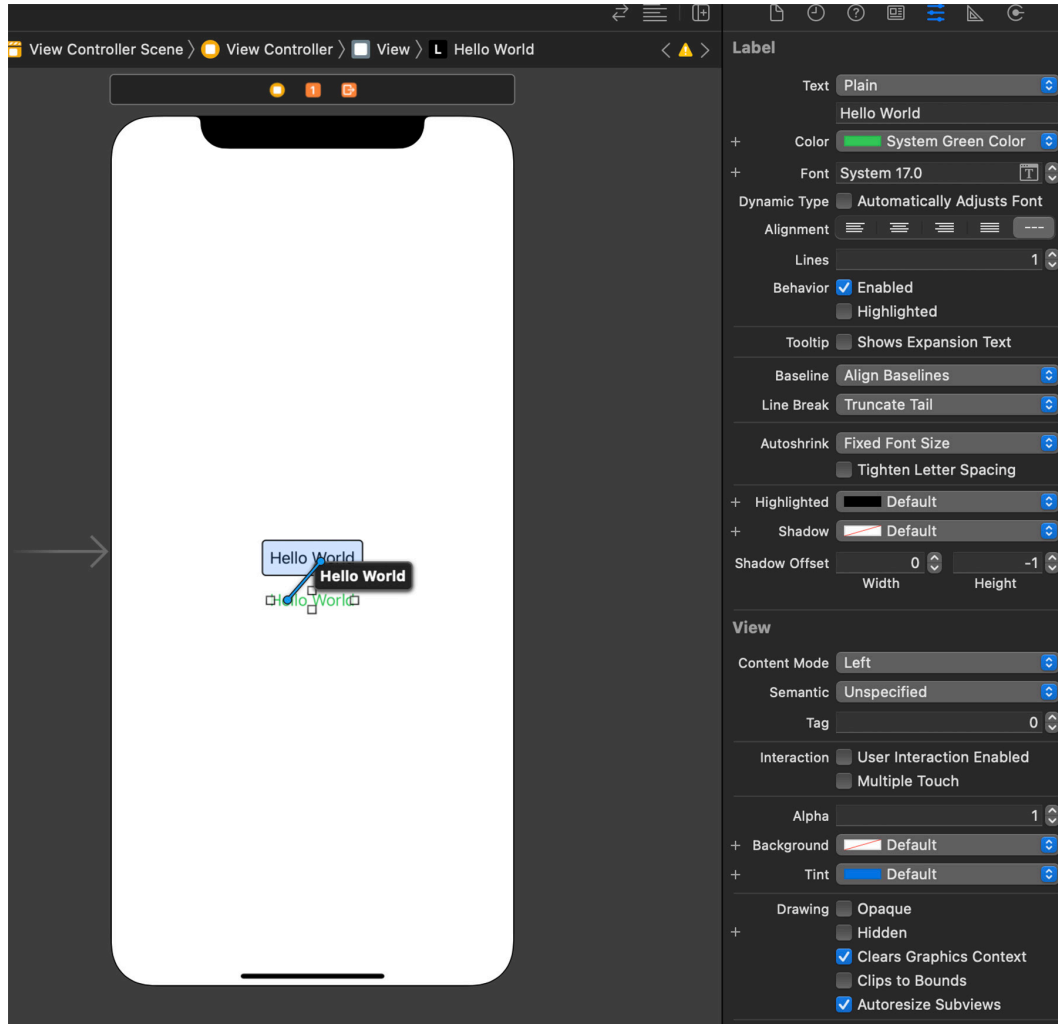 View Controller Scene 〉 View Controller 〉 View 〉 L Hello World
1
Hello World
Hello World
Hello World
Label
Text Plain
Hello World
+ Color System Green Color
+ Font System 17.0 T
Dynamic Type Automatically Adjusts Font
Alignment ---
Lines 1
Behavior Enabled
Highlighted
Tooltip Shows Expansion Text
Baseline Align Baselines
Line Break Truncate Tail
Autoshrink Fixed Font Size
Tighten Letter Spacing
+ Highlighted Default
+ Shadow Default
Shadow Offset 0 -1
Width Height
View
Content Mode Left
Semantic Unspecified
Tag 0
Interaction User Interaction Enabled
Multiple Touch
Alpha 1
+ Background Default
+ Tint Default
Drawing Opaque
+ Hidden
Clears Graphics Context
Clips to Bounds
Autoresize Subviews